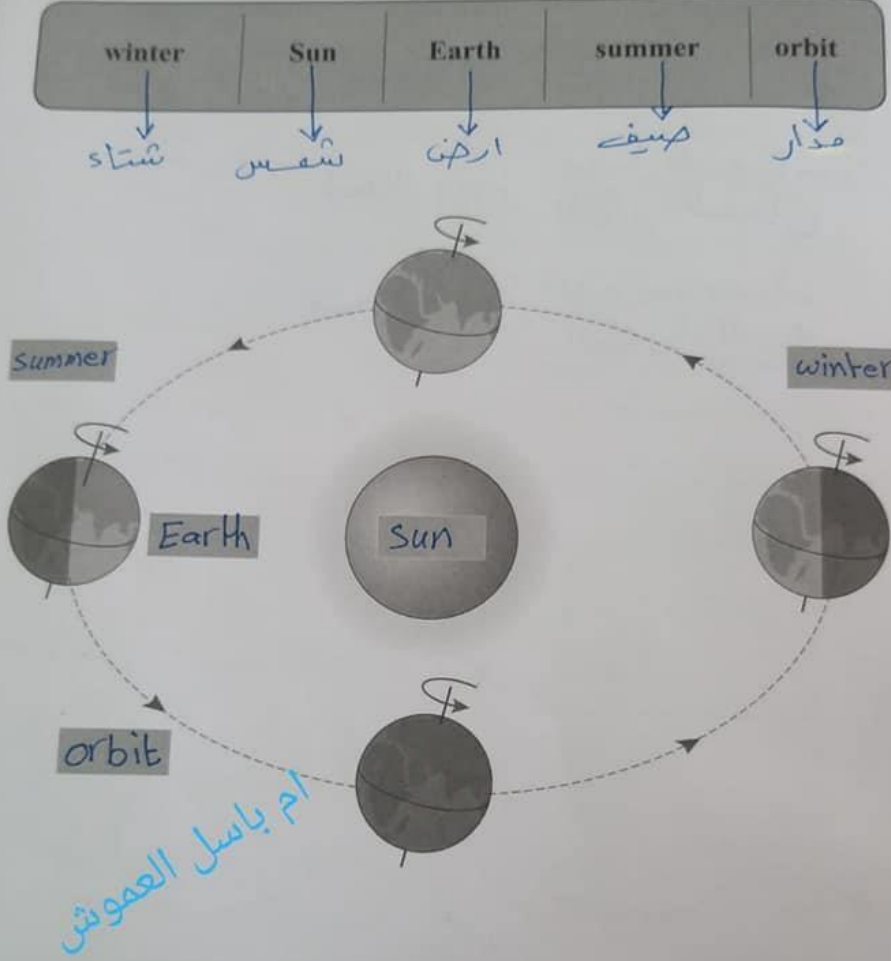 winter Sun Earth summer orbit
شتاء شمس ارض صيف مدار
summer
winter
Earth
Sun
orbit
ام باسل العموش